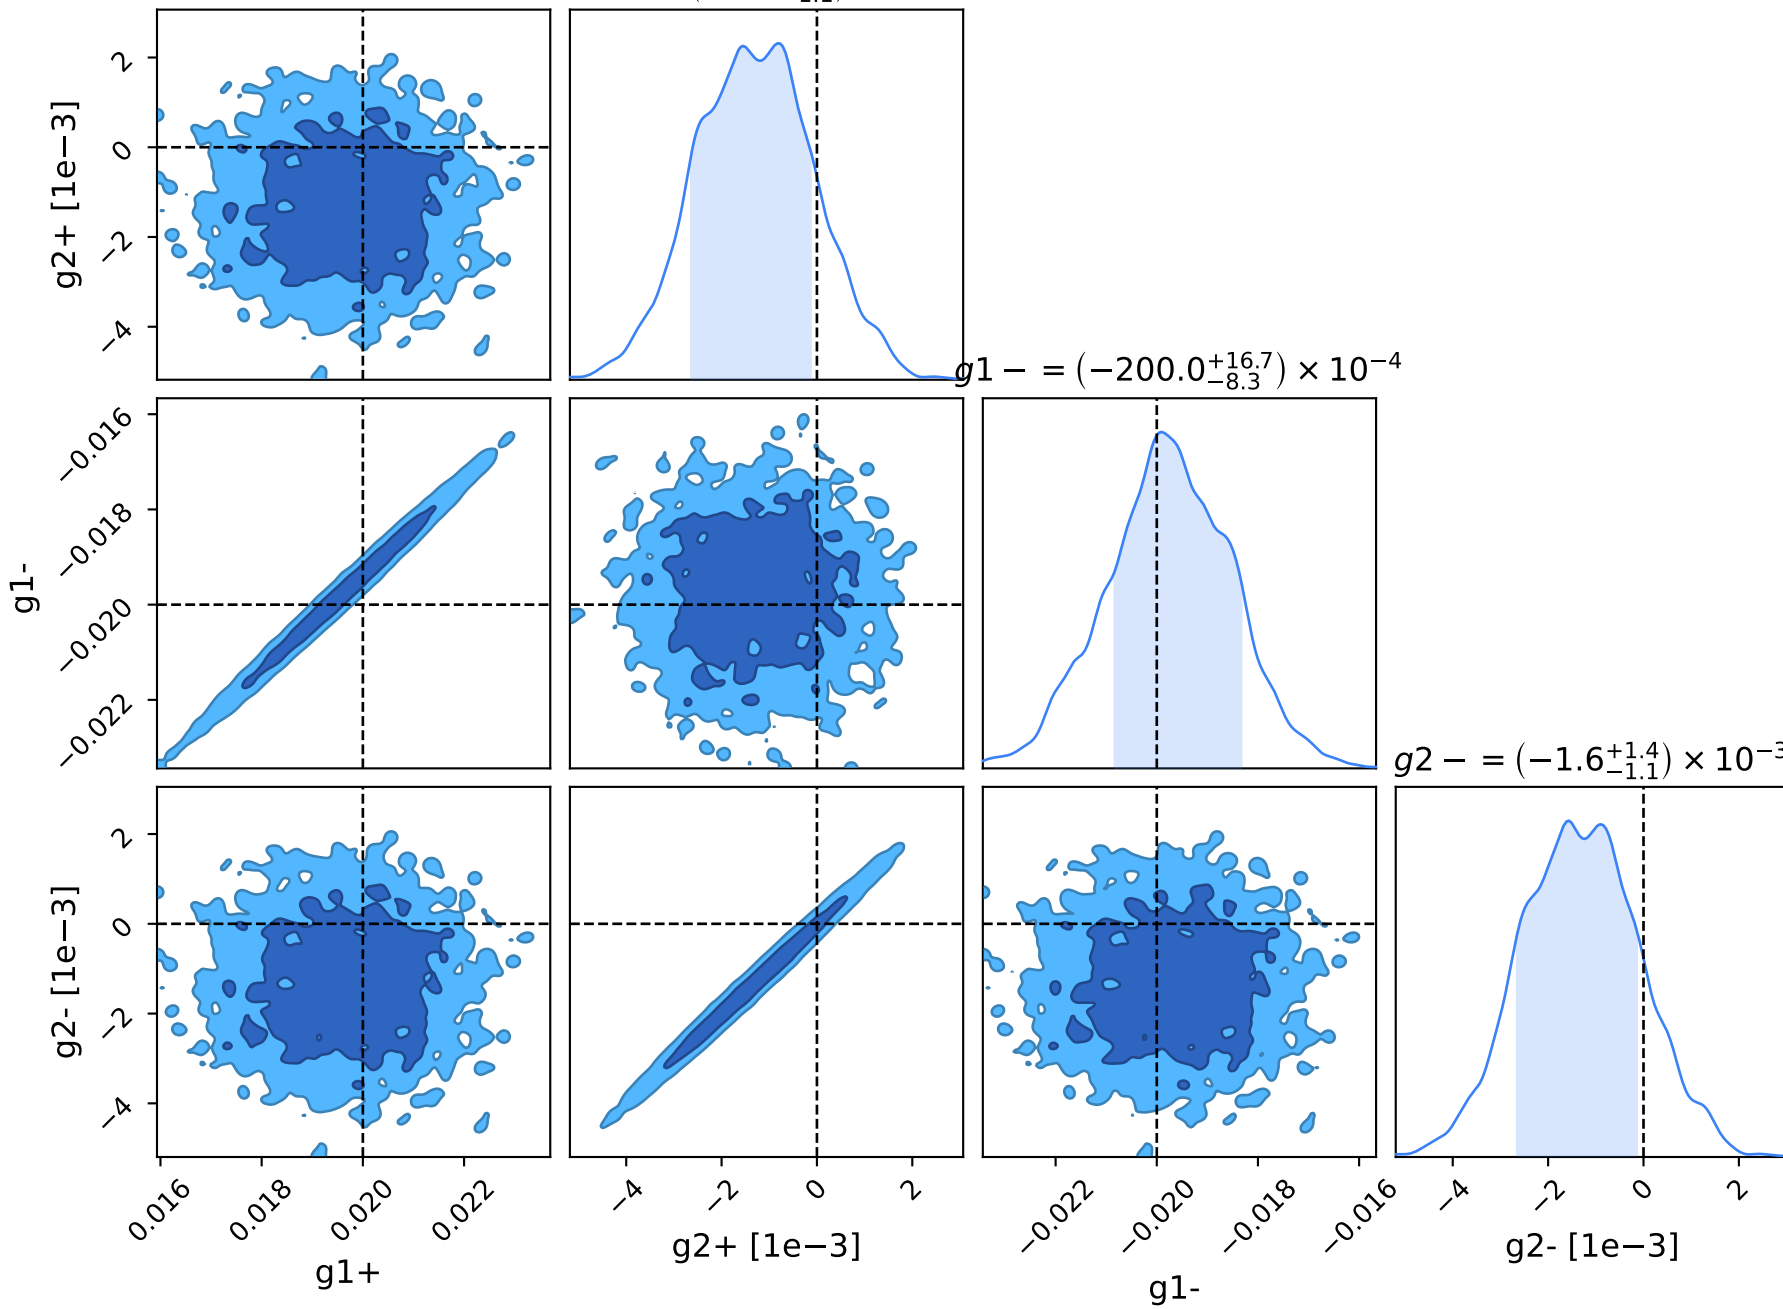 2
0
−2
−4
g2+ [1e−3]
g1 − = (−200.0 +16.7 −8.3) × 10−4
−0.016
−0.018
−0.020
−0.022
g1-
g2 − = (−1.6 +1.4 −1.1) × 10−3
2
0
−2
−4
g2- [1e−3]
0.016 0.018 0.020 0.022
−4 −2 0 2
−0.022 −0.020 −0.018 −0.016
−4 −2 0 2
g1+
g2+ [1e−3]
g1-
g2- [1e−3]